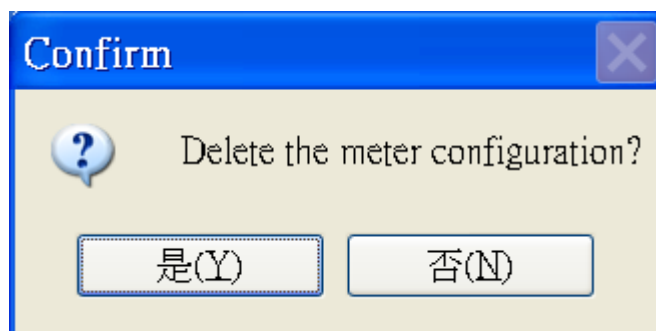 Confirm
Delete the meter configuration?
是(Y) 否(N)